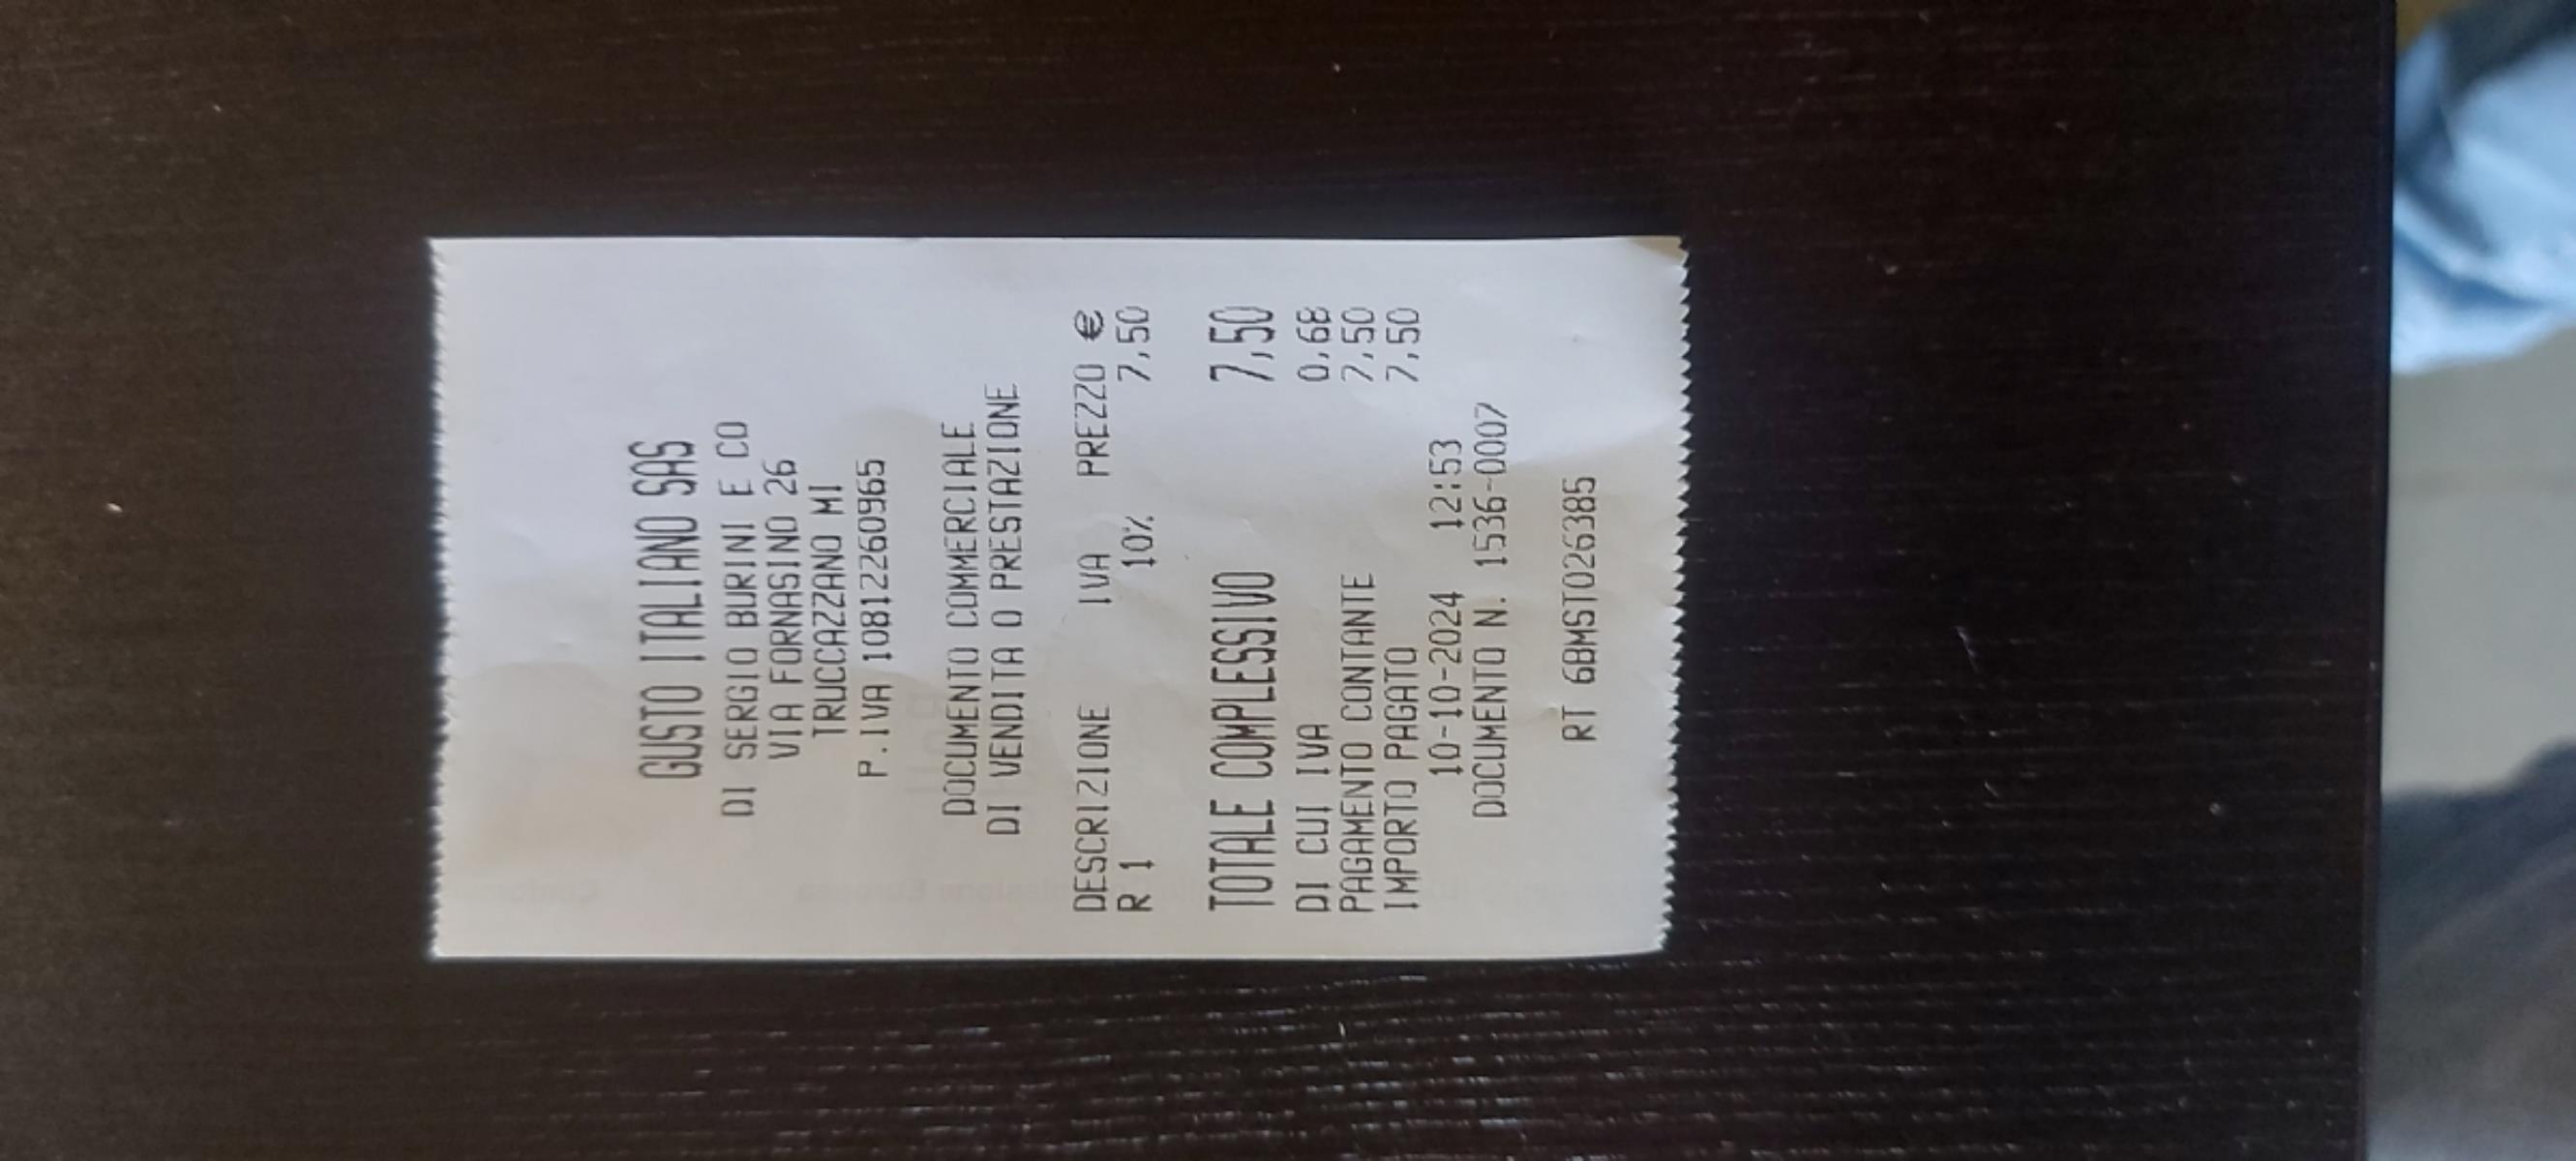 GUSTO ITALIANO SAS
DI SERGIO BURINI E CO
VIA FORNASINO 26
TRUCCAZZANO MI
P.IVA 10812260965
DOCUMENTO COMMERCIALE
DI VENDITA O PRESTAZIONE
DESCRIZIONE IVA PREZZO €
R 1 10% 7,50
TOTALE COMPLESSIVO 7,50
DI CUI IVA 0,68
PAGAMENTO CONTANTE 7,50
IMPORTO PAGATO 7,50
10-10-2024 12:53
DOCUMENTO N. 1536-0007
RT 6BMST026385